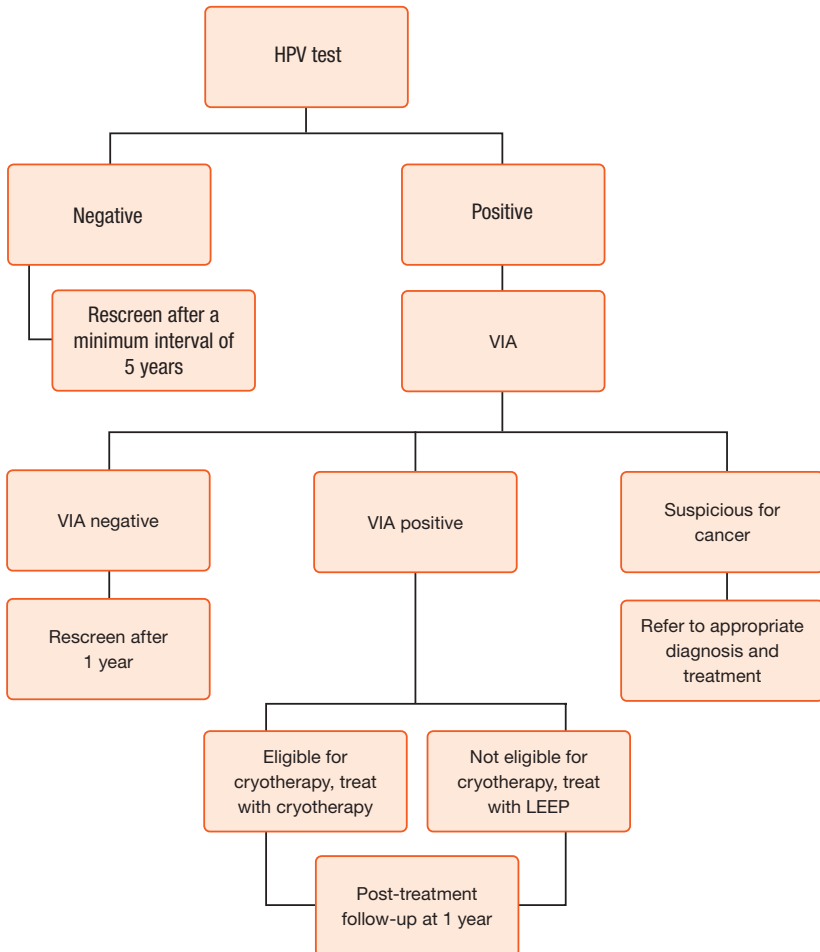 HPV test
Negative
Positive
Rescreen after a
minimum interval of
5 years
VIA
VIA negative
VIA positive
Suspicious for
cancer
Rescreen after
1 year
Refer to appropriate
diagnosis and
treatment
Eligible for
cryotherapy, treat
with cryotherapy
Not eligible for
cryotherapy, treat
with LEEP
Post-treatment
follow-up at 1 year